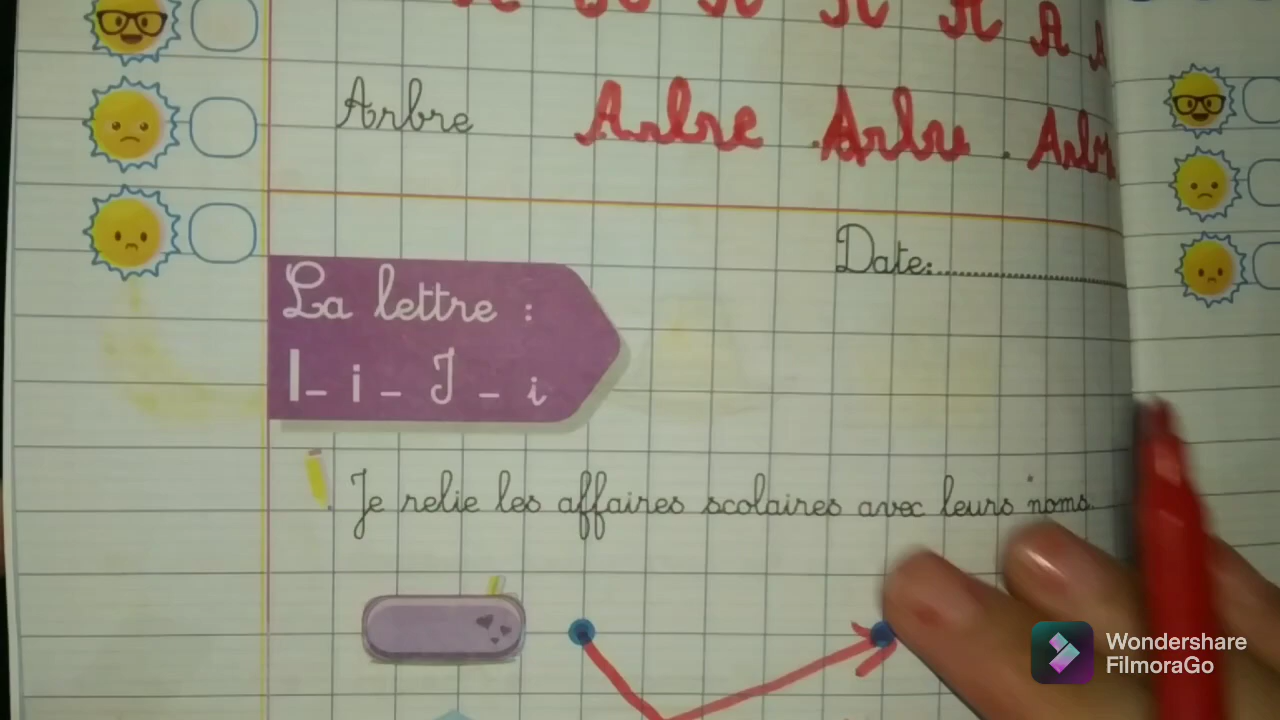 Arbre Arbre Arbre
Date:
La lettre :
I - i - I - i
Je relie les affaires scolaires avec leurs noms.
Wondershare
FilmoraGo